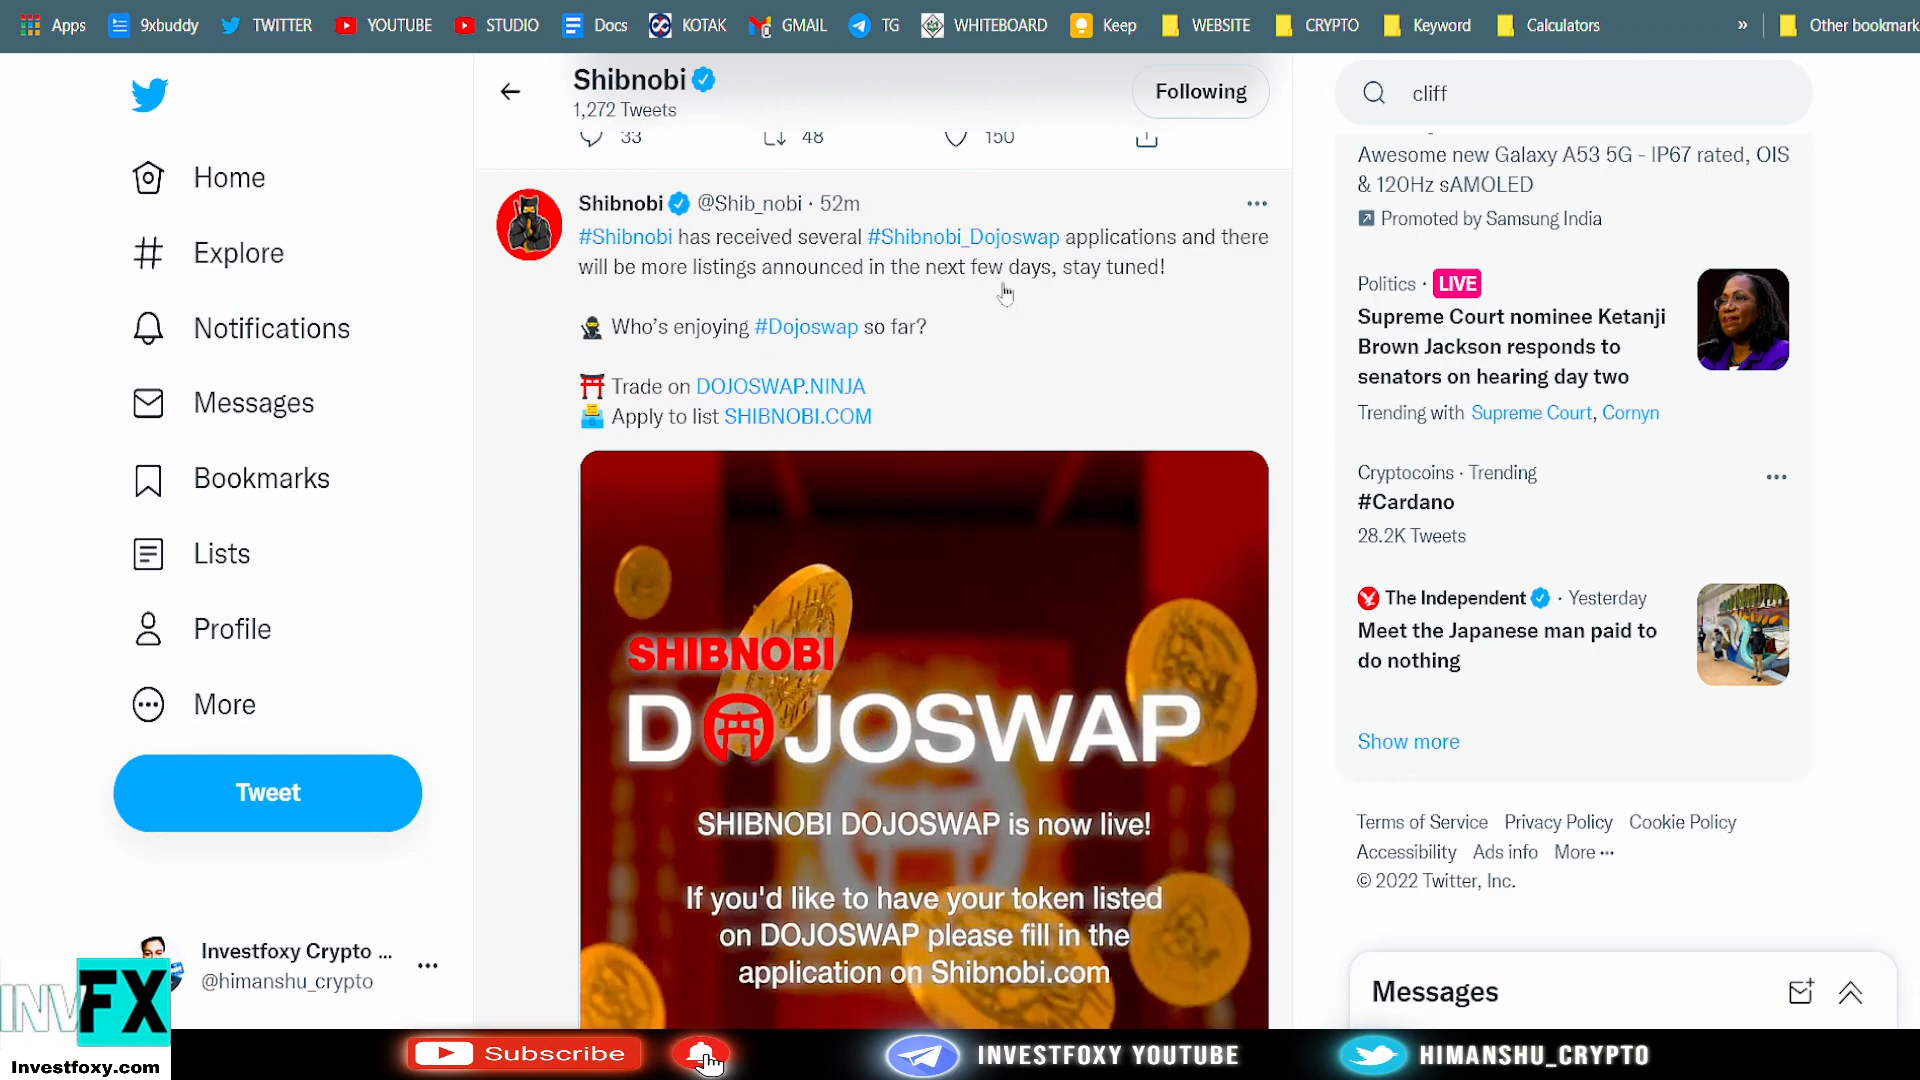 Apps 9xbuddy TWITTER YOUTUBE STUDIO Docs KOTAK GMAIL TG WHITEBOARD Keep WEBSITE CRYPTO Keyword Calculators » Other bookmark
Shibnobi
1,272 Tweets
Following
cliff
33 48 150
Home
Explore
Notifications
Messages
Bookmarks
Lists
Profile
More
Tweet
Investfoxy Crypto ...
@himanshu_crypto
Shibnobi @Shib_nobi · 52m
#Shibnobi has received several #Shibnobi_Dojoswap applications and there
will be more listings announced in the next few days, stay tuned!
Who's enjoying #Dojoswap so far?
Trade on DOJOSWAP.NINJA
Apply to list SHIBNOBI.COM
SHIBNOBI
DOJOSWAP
SHIBNOBI DOJOSWAP is now live!
If you'd like to have your token listed
on DOJOSWAP please fill in the
application on Shibnobi.com
Awesome new Galaxy A53 5G - IP67 rated, OIS
& 120Hz sAMOLED
Promoted by Samsung India
Politics · LIVE
Supreme Court nominee Ketanji
Brown Jackson responds to
senators on hearing day two
Trending with Supreme Court, Cornyn
Cryptocoins · Trending
#Cardano
28.2K Tweets
The Independent · Yesterday
Meet the Japanese man paid to
do nothing
Show more
Terms of Service Privacy Policy Cookie Policy
Accessibility Ads info More ···
© 2022 Twitter, Inc.
Messages
INVFX
Investfoxy.com
Subscribe
INVESTFOXY YOUTUBE
HIMANSHU_CRYPTO